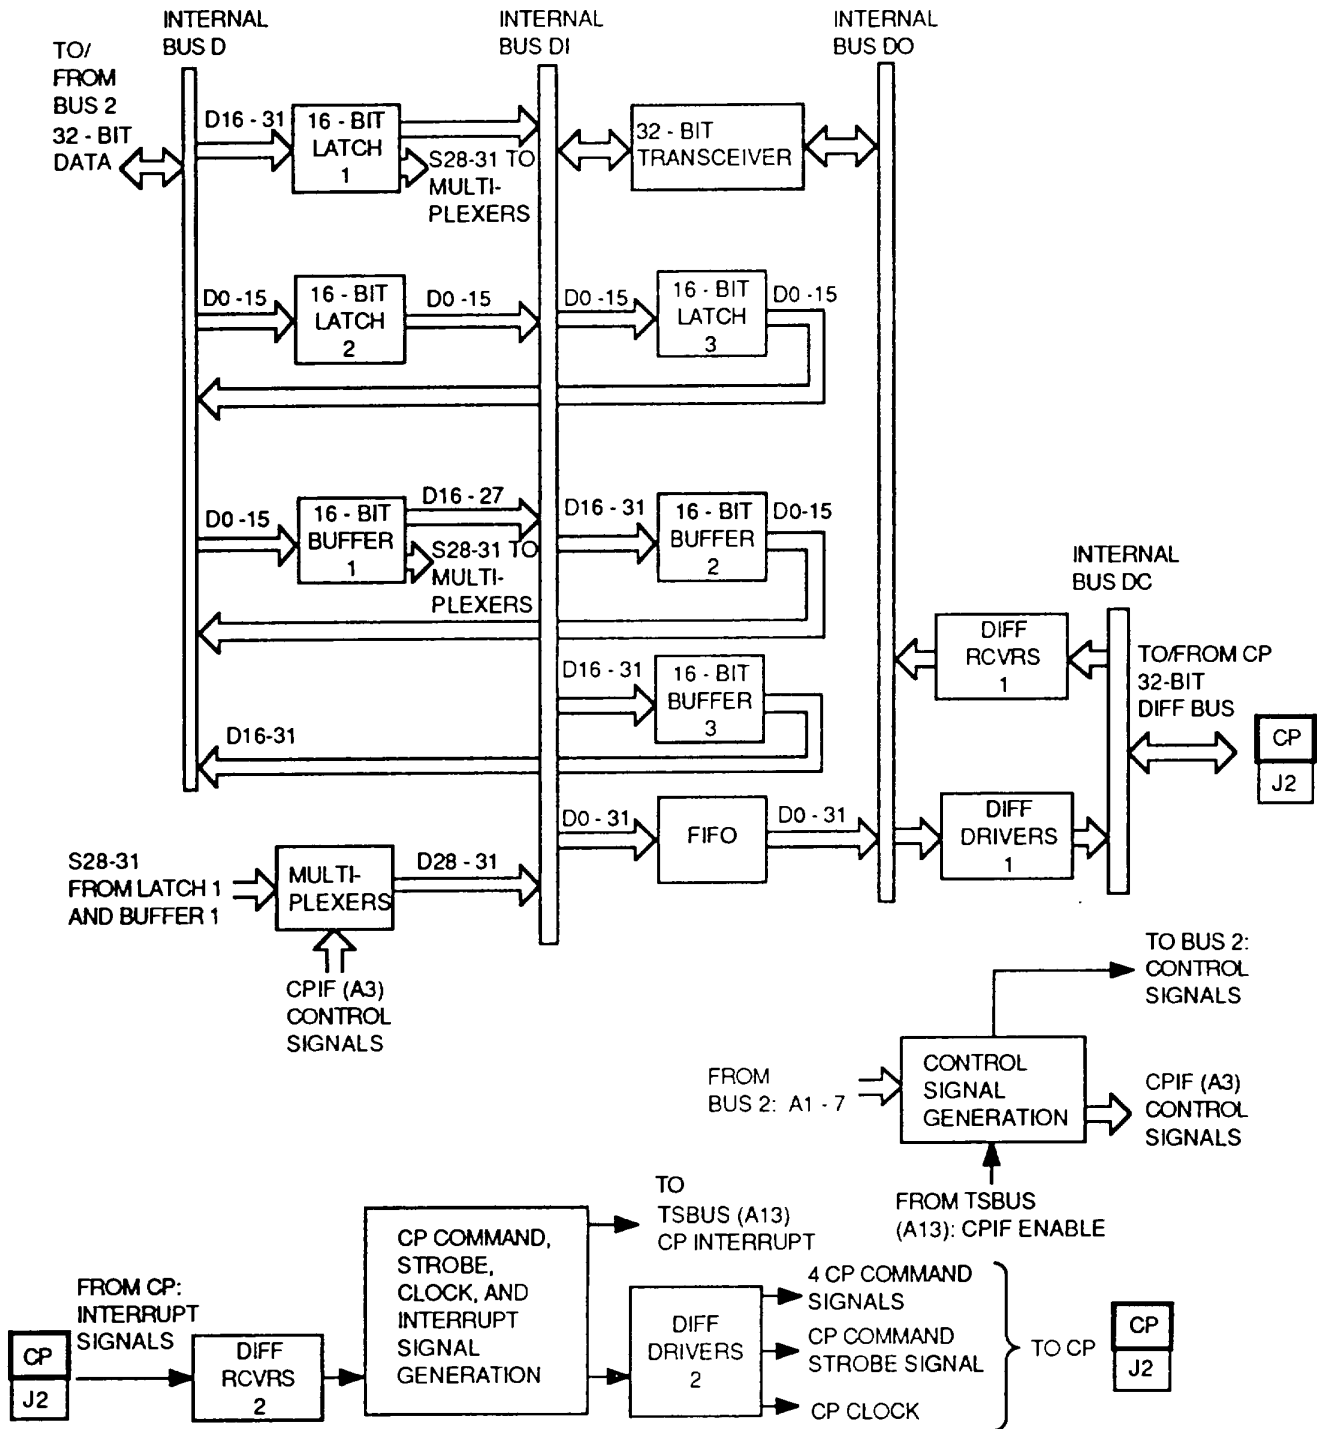 INTERNAL
BUS D
INTERNAL
BUS DI
INTERNAL
BUS DO
TO/
FROM
BUS 2
32 - BIT
DATA
D16 - 31
16 - BIT
LATCH
1
S28-31 TO
MULTI-
PLEXERS
32 - BIT
TRANSCEIVER
D0 -15
16 - BIT
LATCH
2
D0 -15
D0 -15
16 - BIT
LATCH
3
D0 -15
D0 -15
16 - BIT
BUFFER
1
D16 - 27
S28-31 TO
MULTI-
PLEXERS
D16 - 31
16 - BIT
BUFFER
2
D0-15
D16 - 31
16 - BIT
BUFFER
3
D16-31
INTERNAL
BUS DC
DIFF
RCVRS
1
TO/FROM CP
32-BIT
DIFF BUS
CP
J2
D0 - 31
FIFO
D0 - 31
DIFF
DRIVERS
1
S28-31
FROM LATCH 1
AND BUFFER 1
MULTI-
PLEXERS
D28 - 31
CPIF (A3)
CONTROL
SIGNALS
TO BUS 2:
CONTROL
SIGNALS
FROM
BUS 2: A1 - 7
CONTROL
SIGNAL
GENERATION
CPIF (A3)
CONTROL
SIGNALS
FROM TSBUS
(A13): CPIF ENABLE
TO
TSBUS (A13)
CP INTERRUPT
CP COMMAND,
STROBE,
CLOCK, AND
INTERRUPT
SIGNAL
GENERATION
FROM CP:
INTERRUPT
SIGNALS
CP
J2
DIFF
RCVRS
2
DIFF
DRIVERS
2
4 CP COMMAND
SIGNALS
CP COMMAND
STROBE SIGNAL
CP CLOCK
TO CP
CP
J2